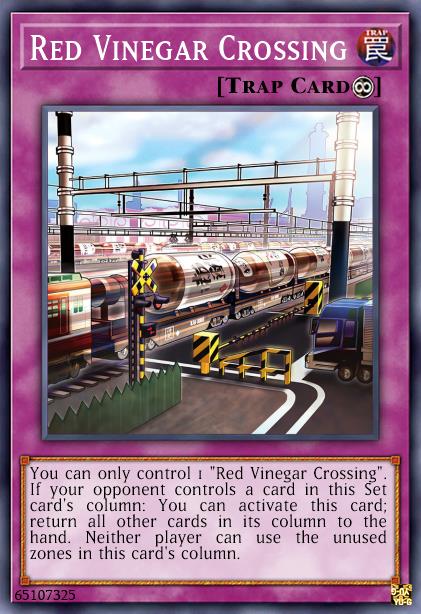 Red Vinegar Crossing
TRAP
罠
[Trap Card]
You can only control 1 "Red Vinegar Crossing".
If your opponent controls a card in this Set
card's column: You can activate this card;
return all other cards in its column to the
hand. Neither player can use the unused
zones in this card's column.
65107325